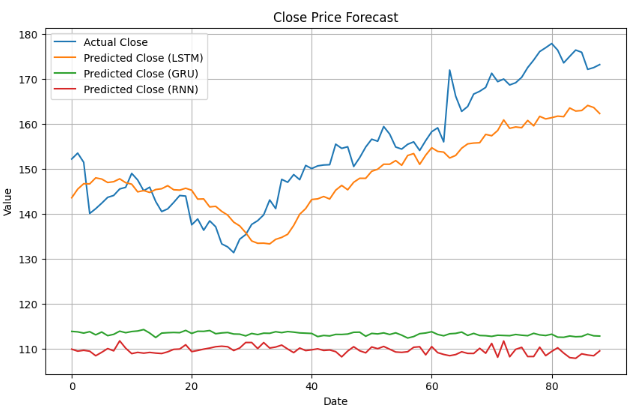 Close Price Forecast
Actual Close
Predicted Close (LSTM)
Predicted Close (GRU)
Predicted Close (RNN)
180
170
160
150
140
130
120
110
Value
0
20
40
60
80
Date